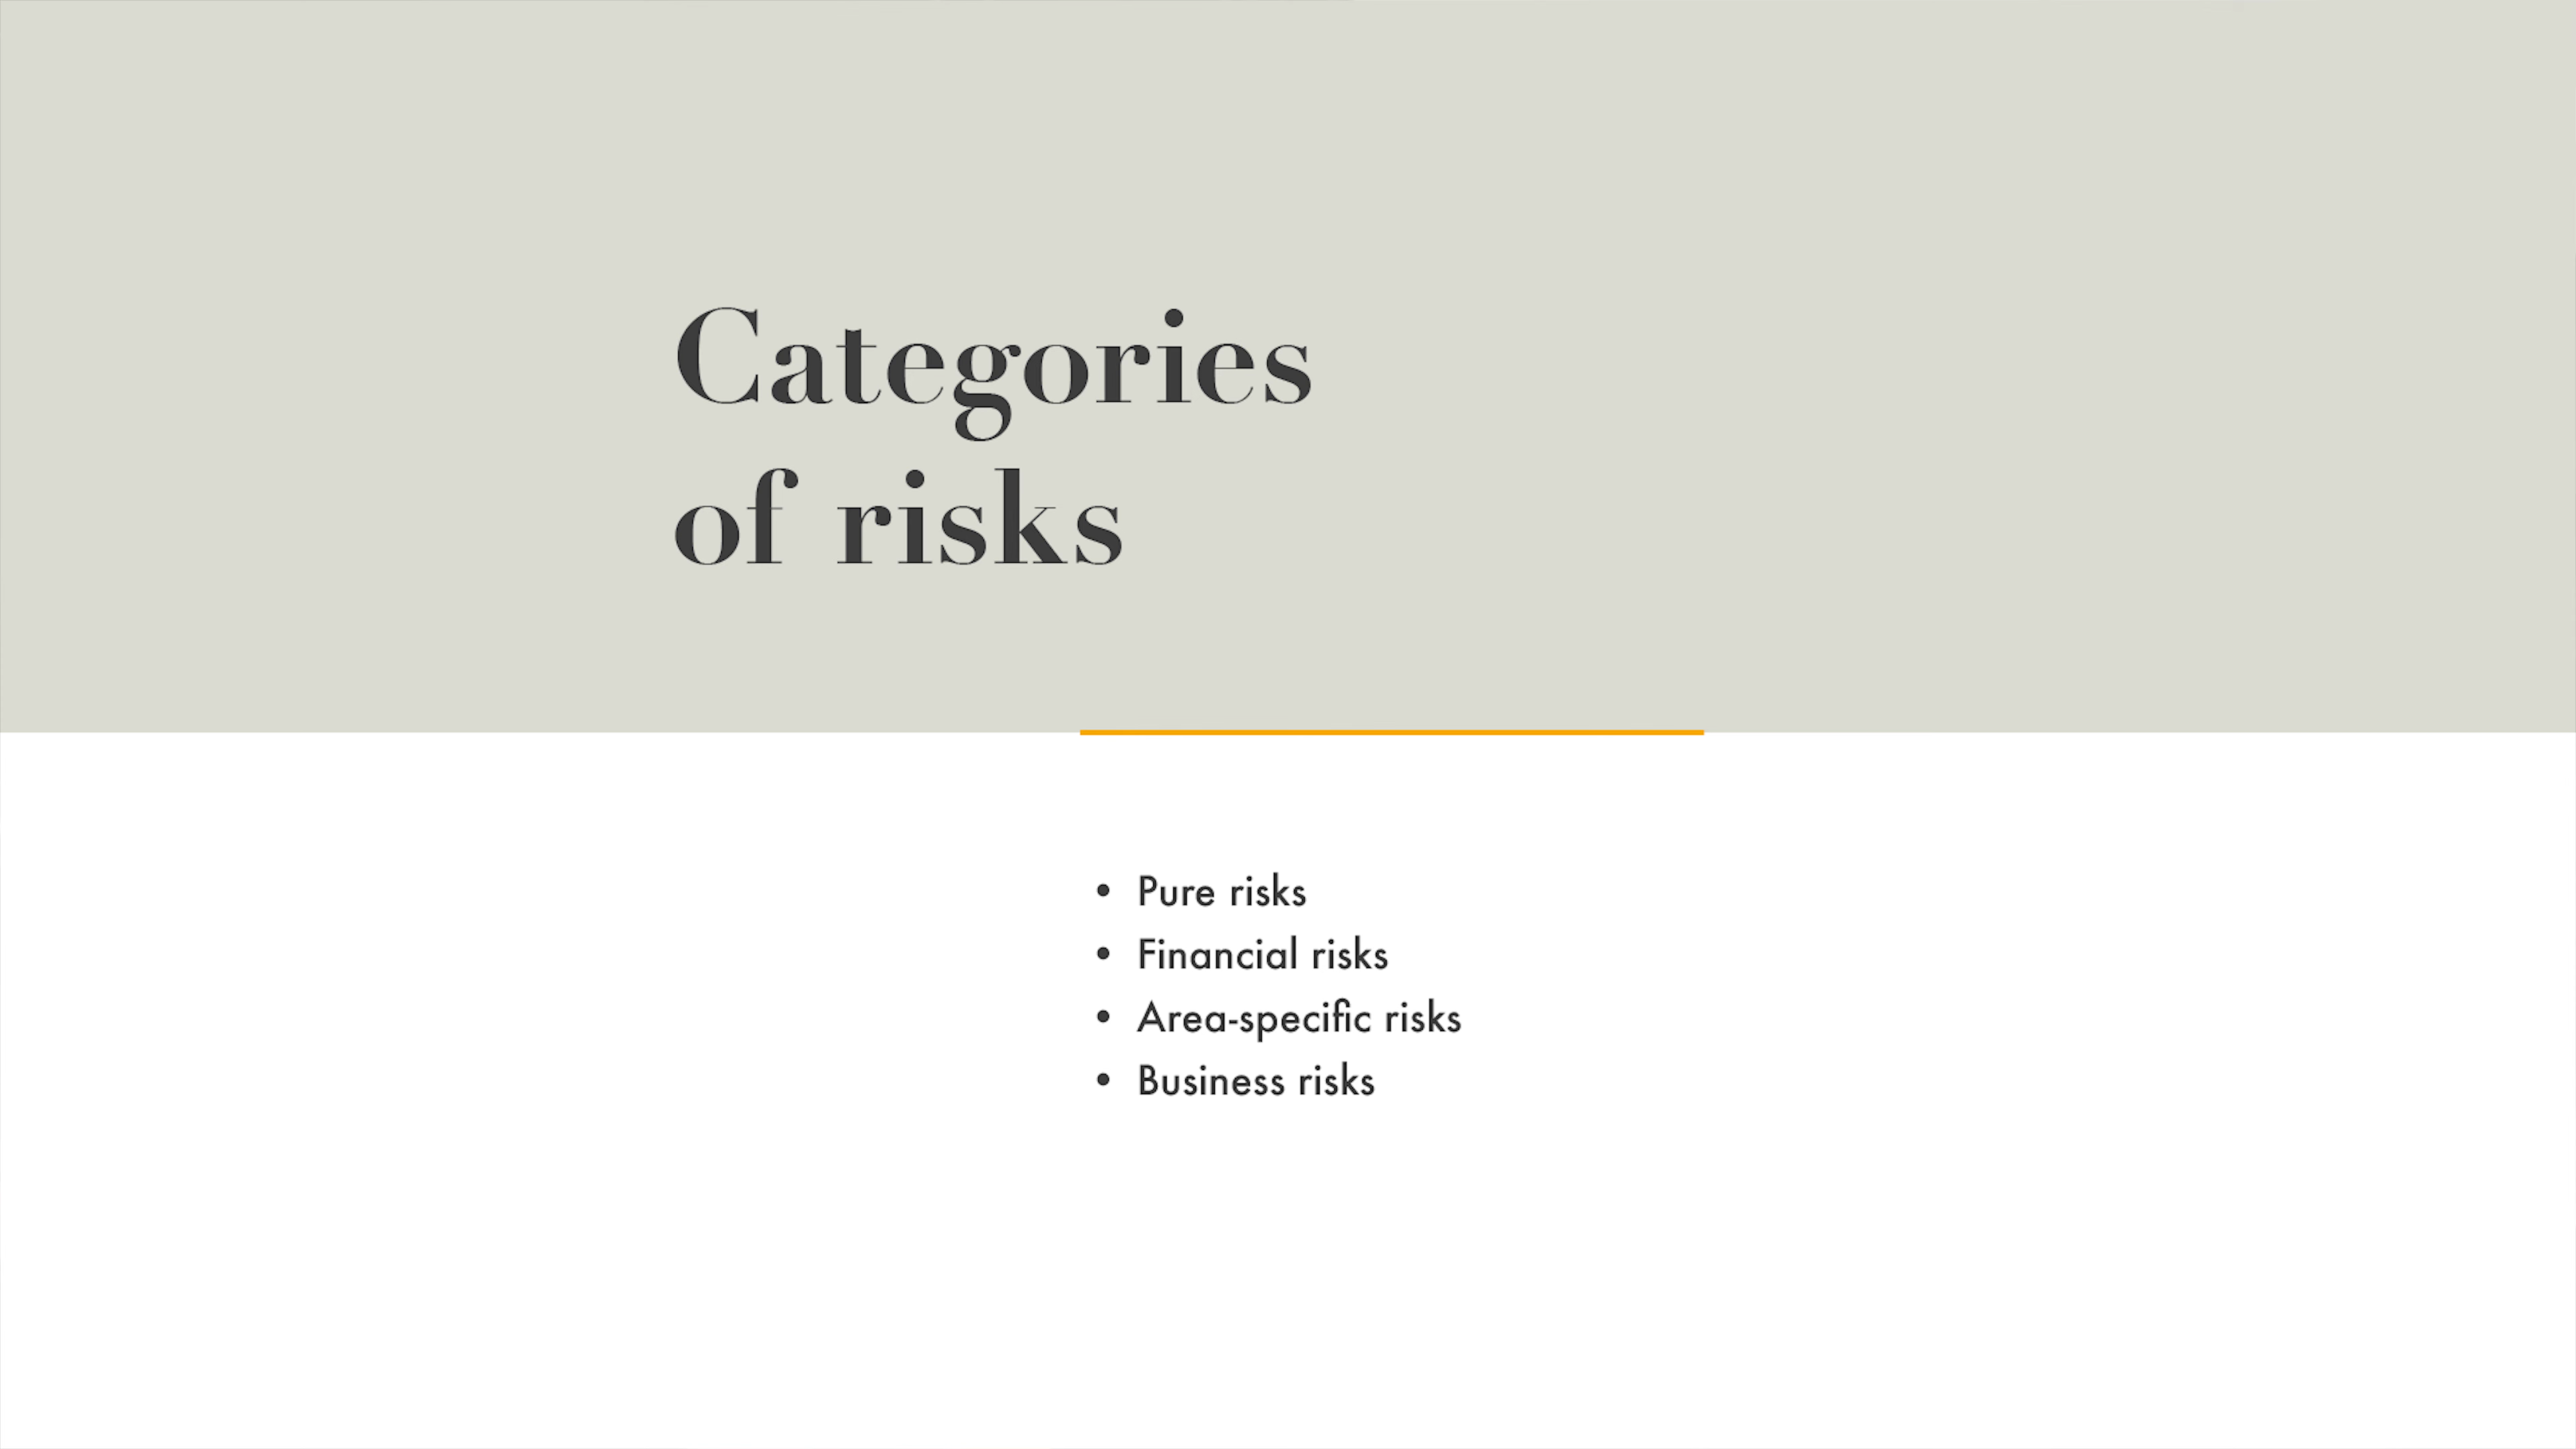 Categories
of risks
• Pure risks
• Financial risks
• Area-specific risks
• Business risks